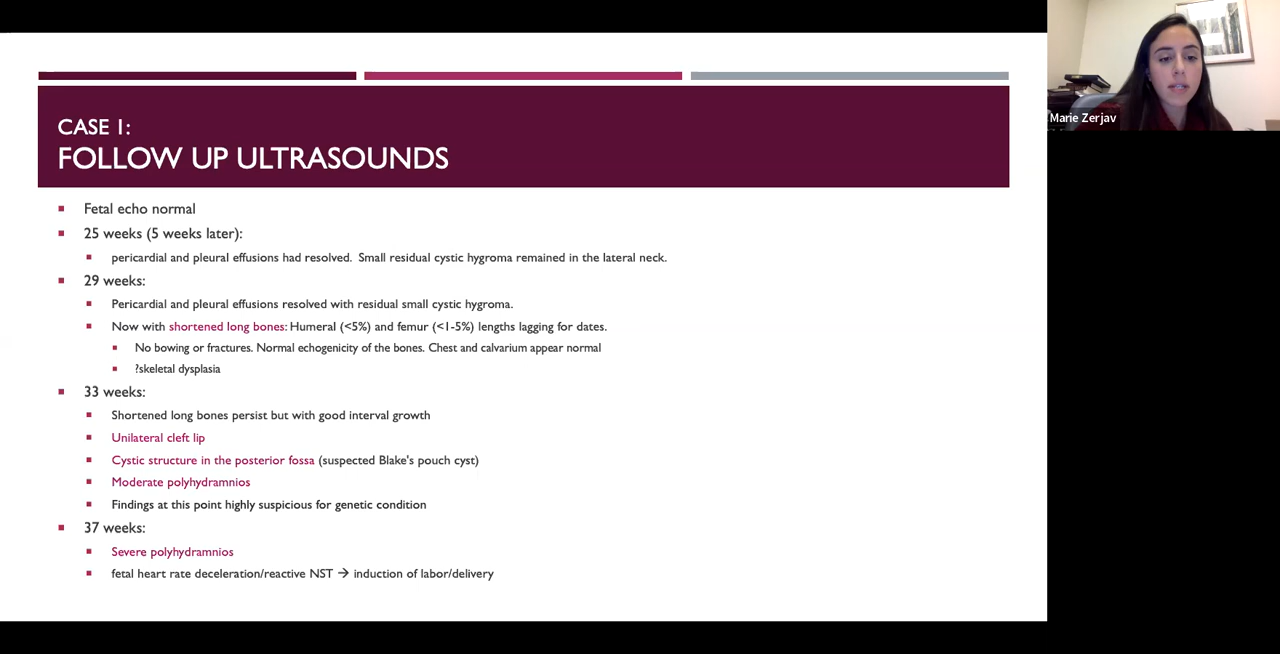 CASE 1:
FOLLOW UP ULTRASOUNDS
Fetal echo normal
25 weeks (5 weeks later):
pericardial and pleural effusions had resolved. Small residual cystic hygroma remained in the lateral neck.
29 weeks:
Pericardial and pleural effusions resolved with residual small cystic hygroma.
Now with shortened long bones: Humeral (<5%) and femur (<1-5%) lengths lagging for dates.
No bowing or fractures. Normal echogenicity of the bones. Chest and calvarium appear normal
?skeletal dysplasia
33 weeks:
Shortened long bones persist but with good interval growth
Unilateral cleft lip
Cystic structure in the posterior fossa (suspected Blake's pouch cyst)
Moderate polyhydramnios
Findings at this point highly suspicious for genetic condition
37 weeks:
Severe polyhydramnios
fetal heart rate deceleration/reactive NST → induction of labor/delivery
Marie Zerjav